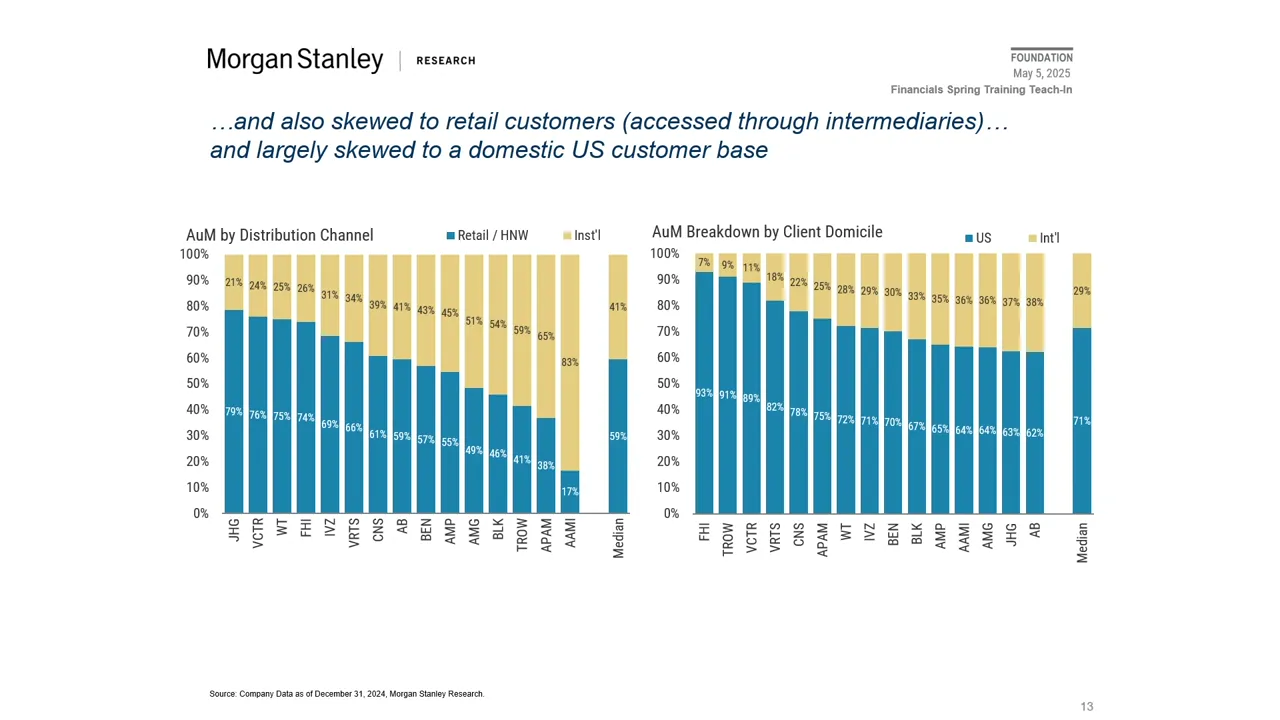 Morgan Stanley | RESEARCH
FOUNDATION
May 5, 2025
Financials Spring Training Teach-In
…and also skewed to retail customers (accessed through intermediaries)…
and largely skewed to a domestic US customer base
AuM by Distribution Channel
Retail / HNW Inst'l
100%
90%
80%
70%
60%
50%
40%
30%
20%
10%
0%
21% 24% 25% 26% 31% 34% 39% 41% 43% 45% 51% 54% 59% 65% 83% 41%
79% 76% 75% 74% 69% 66% 61% 59% 57% 55% 49% 46% 41% 38% 17% 59%
JHG VCTR WT FHI IVZ VRTS CNS AB BEN AMP AMG BLK TROW APAM AAMI Median
AuM Breakdown by Client Domicile
US Int'l
100%
90%
80%
70%
60%
50%
40%
30%
20%
10%
0%
7% 9% 11% 18% 22% 25% 28% 29% 30% 33% 35% 36% 36% 37% 38% 29%
93% 91% 89% 82% 78% 75% 72% 71% 70% 67% 65% 64% 64% 63% 62% 71%
FHI TROW VCTR VRTS CNS APAM WT IVZ BEN BLK AMP AAMI AMG JHG AB Median
Source: Company Data as of December 31, 2024, Morgan Stanley Research.
13